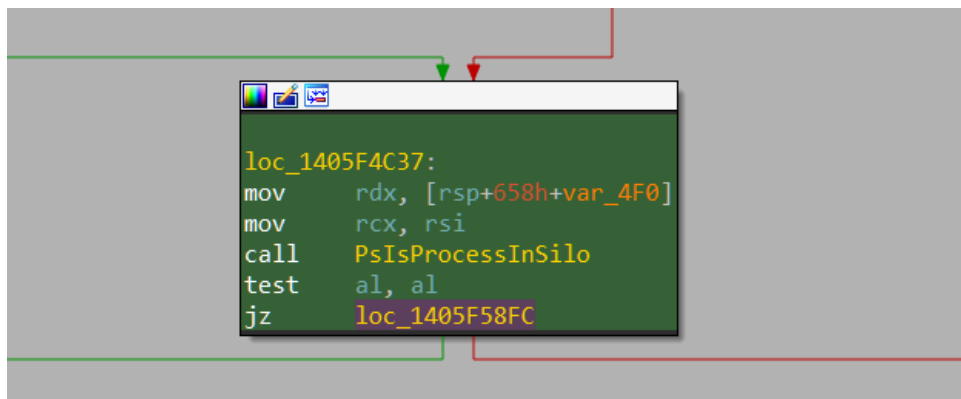 loc_1405F4C37:
mov rdx, [rsp+658h+var_4F0]
mov rcx, rsi
call PsIsProcessInSilo
test al, al
jz loc_1405F58FC